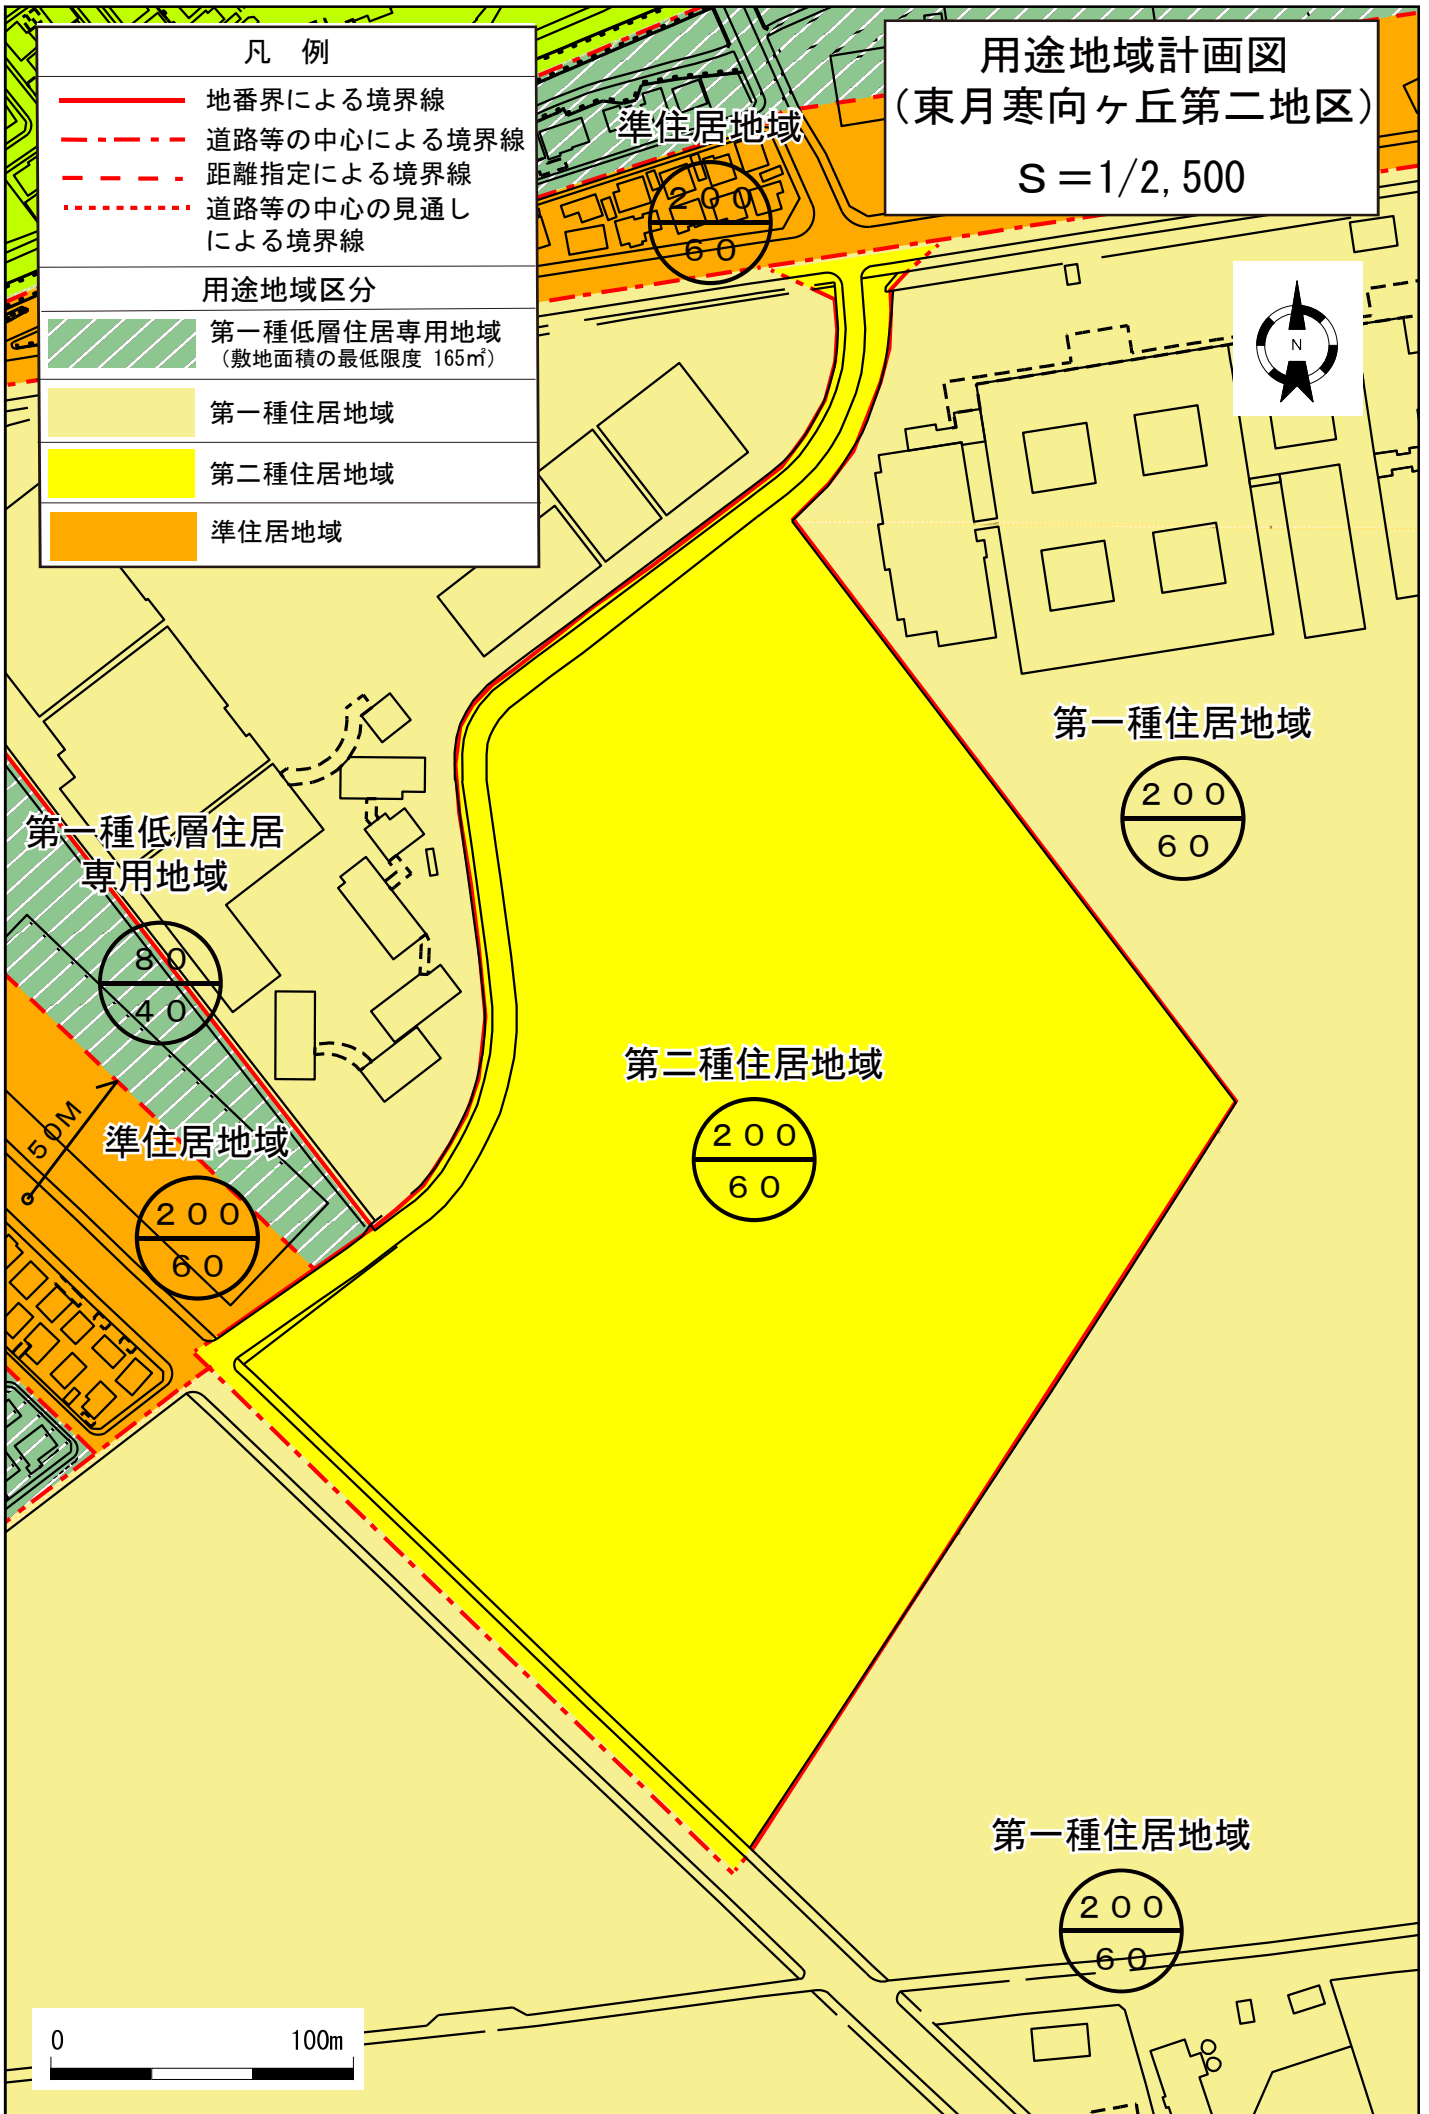 凡 例
地番界による境界線
道路等の中心による境界線
距離指定による境界線
道路等の中心の見通し
による境界線
用途地域区分
第一種低層住居専用地域
（敷地面積の最低限度 165㎡）
第一種住居地域
第二種住居地域
準住居地域
用途地域計画図
（東月寒向ヶ丘第二地区）
S＝1/2,500
準住居地域
200
60
N
第一種住居地域
200
60
第一種低層住居
専用地域
80
40
第二種住居地域
200
60
50M
準住居地域
200
60
第一種住居地域
200
60
0 100m